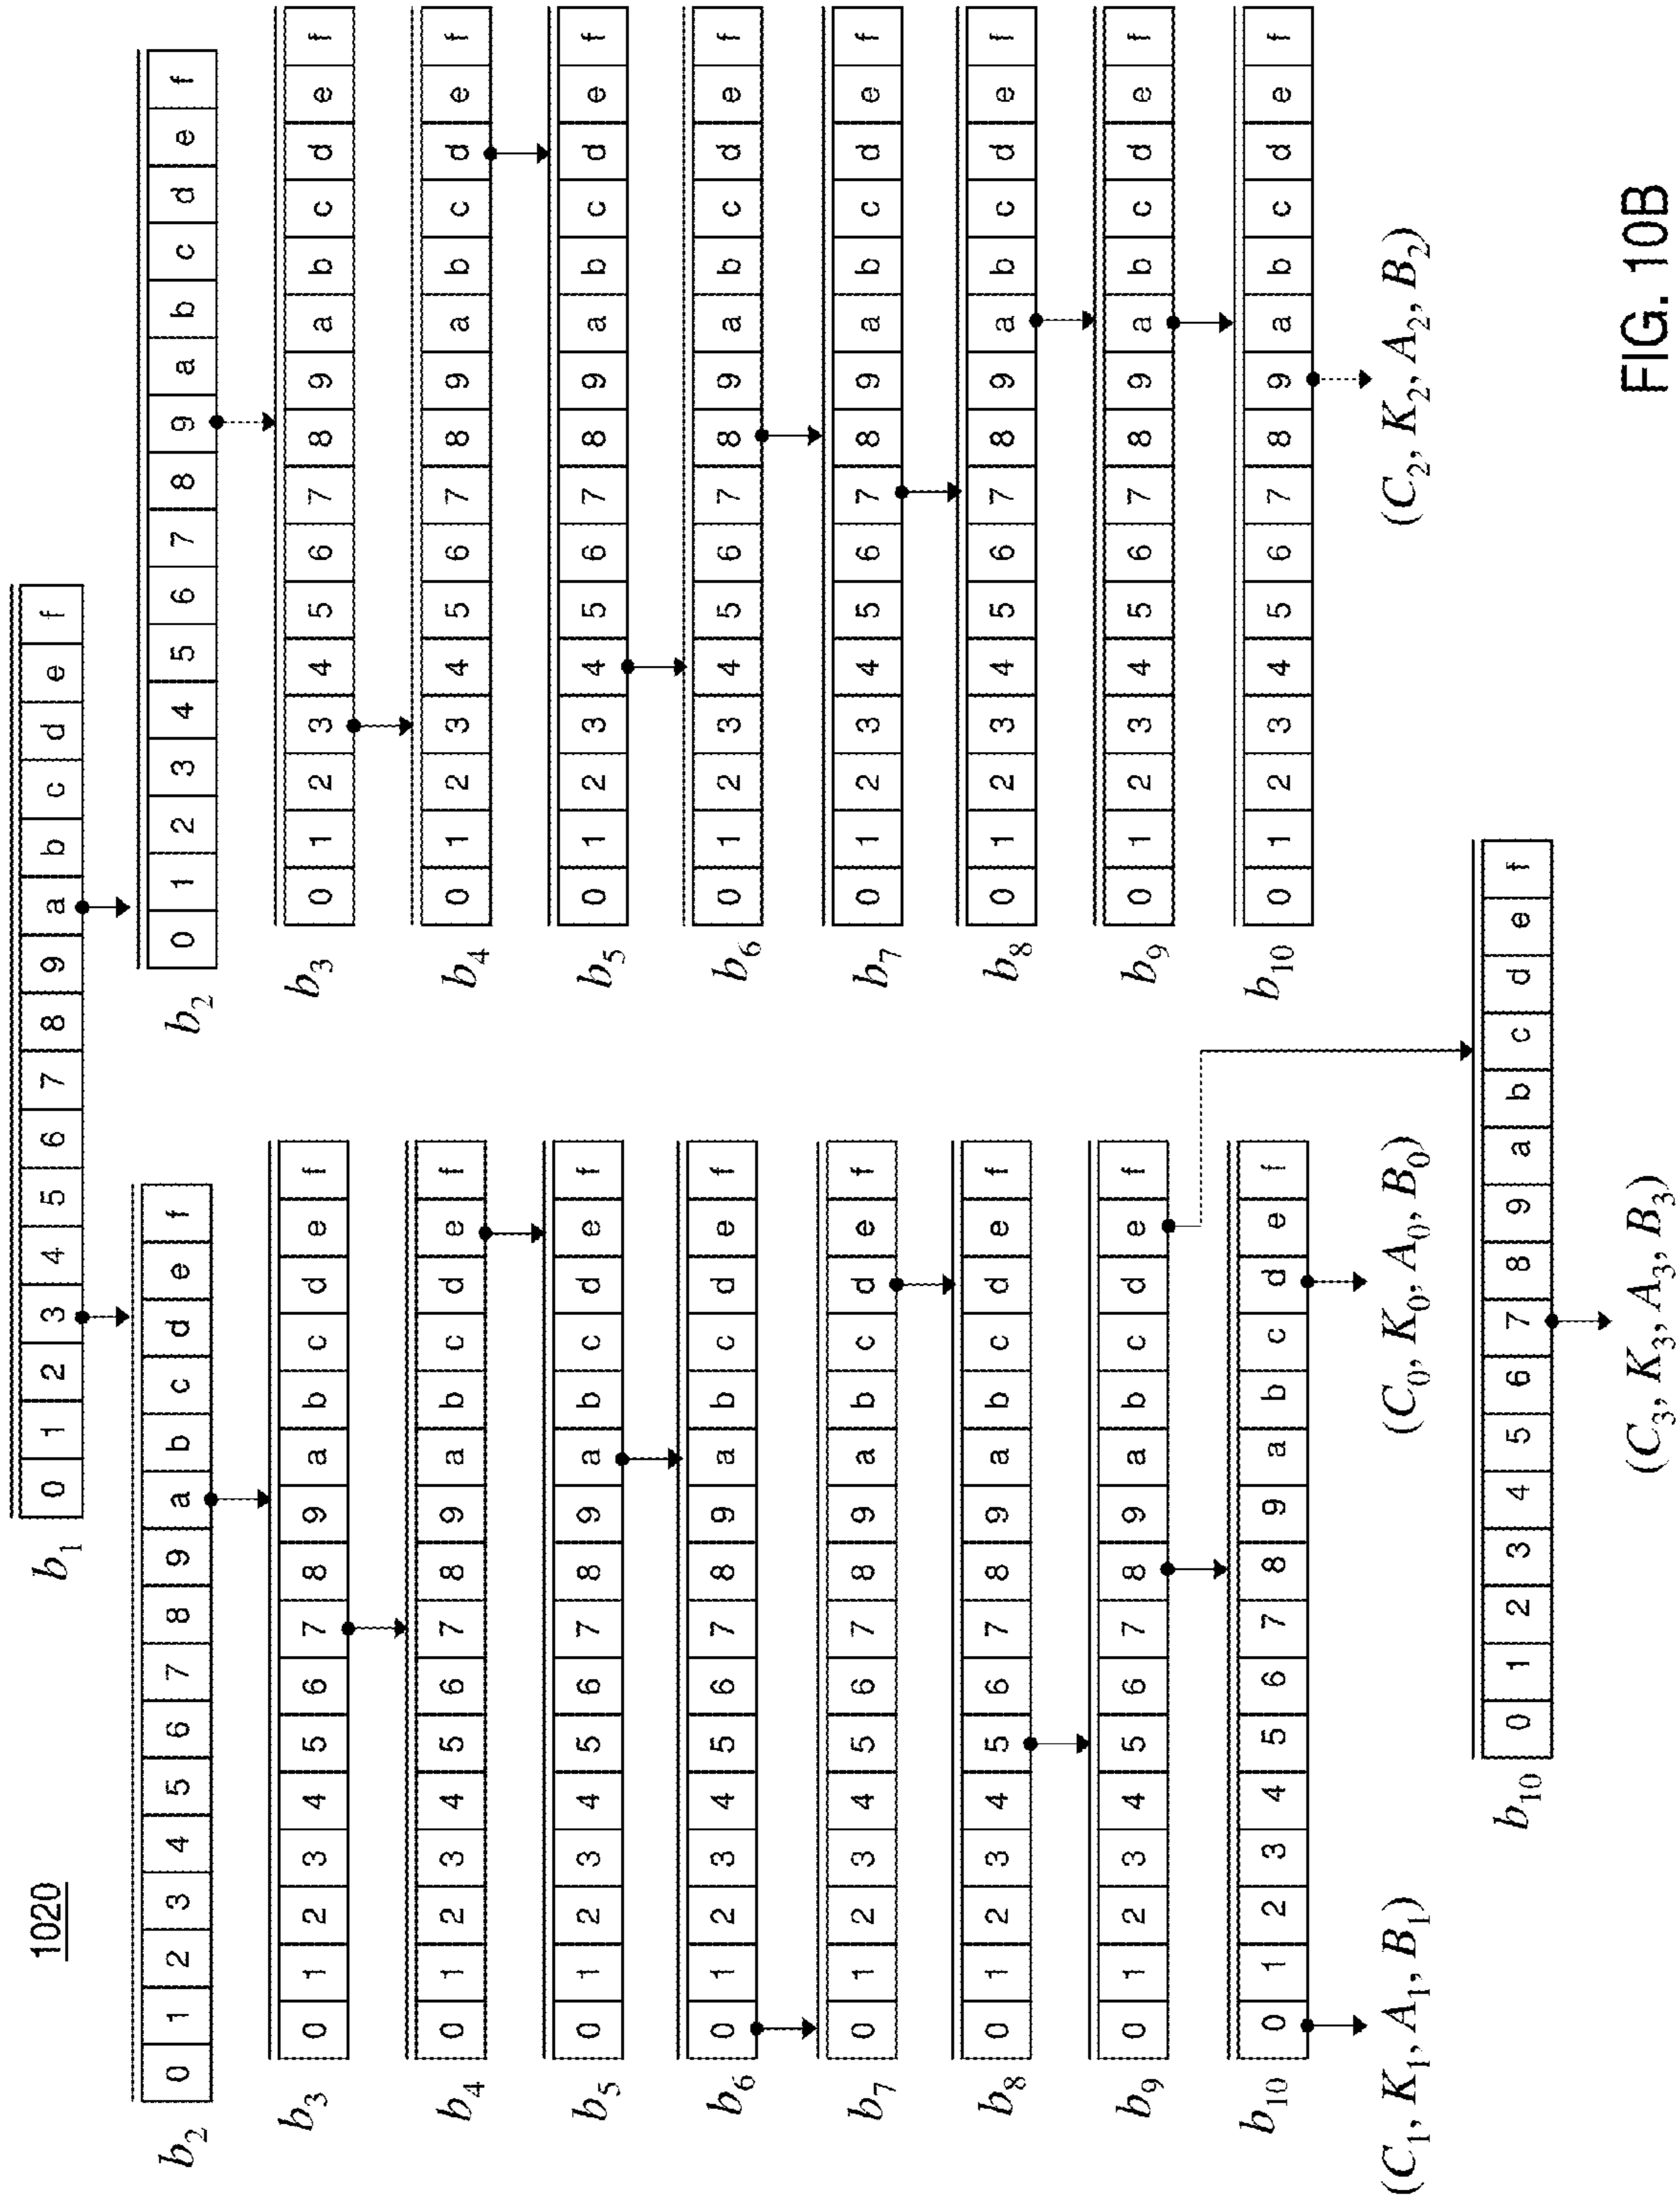 1020
b1 0 1 2 3 4 5 6 7 8 9 a b c d e f
b2 0 1 2 3 4 5 6 7 8 9 a b c d e f
b3 0 1 2 3 4 5 6 7 8 9 a b c d e f
b4 0 1 2 3 4 5 6 7 8 9 a b c d e f
b5 0 1 2 3 4 5 6 7 8 9 a b c d e f
b6 0 1 2 3 4 5 6 7 8 9 a b c d e f
b7 0 1 2 3 4 5 6 7 8 9 a b c d e f
b8 0 1 2 3 4 5 6 7 8 9 a b c d e f
b9 0 1 2 3 4 5 6 7 8 9 a b c d e f
b10 0 1 2 3 4 5 6 7 8 9 a b c d e f
(C1, K1, A1, B1)
(C0, K0, A0, B0)
b2 0 1 2 3 4 5 6 7 8 9 a b c d e f
b3 0 1 2 3 4 5 6 7 8 9 a b c d e f
b4 0 1 2 3 4 5 6 7 8 9 a b c d e f
b5 0 1 2 3 4 5 6 7 8 9 a b c d e f
b6 0 1 2 3 4 5 6 7 8 9 a b c d e f
b7 0 1 2 3 4 5 6 7 8 9 a b c d e f
b8 0 1 2 3 4 5 6 7 8 9 a b c d e f
b9 0 1 2 3 4 5 6 7 8 9 a b c d e f
b10 0 1 2 3 4 5 6 7 8 9 a b c d e f
(C2, K2, A2, B2)
b10 0 1 2 3 4 5 6 7 8 9 a b c d e f
(C3, K3, A3, B3)
FIG. 10B